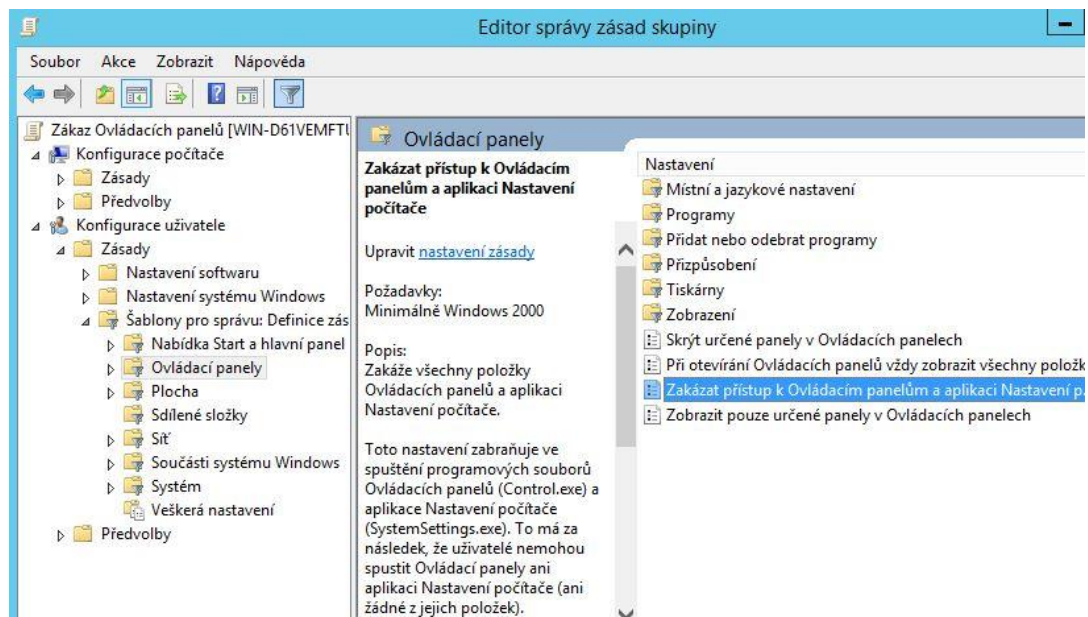 Editor správy zásad skupiny
Soubor Akce Zobrazit Nápověda
Zákaz Ovládacích panelů
Konfigurace počítače
Zásady
Předvolby
Konfigurace uživatele
Zásady
Nastavení softwaru
Nastavení systému Windows
Šablony pro správu: Definice zás
Nabídka Start a hlavní panel
Ovládací panely
Plocha
Sdílené složky
Síť
Součásti systému Windows
Systém
Veškerá nastavení
Předvolby
Ovládací panely
Zakázat přístup k Ovládacím
panelům a aplikaci Nastavení
počítače
Upravit nastavení zásady
Požadavky:
Minimálně Windows 2000
Popis:
Zakáže všechny položky
Ovládacích panelů a aplikaci
Nastavení počítače.
Toto nastavení zabraňuje ve
spuštění programových souborů
Ovládacích panelů (Control.exe) a
aplikace Nastavení počítače
(SystemSettings.exe). To má za
následek, že uživatelé nemohou
spustit Ovládací panely ani
aplikaci Nastavení počítače (ani
žádné z jejich položek).
Nastavení
Místní a jazykové nastavení
Programy
Přidat nebo odebrat programy
Přizpůsobení
Tiskárny
Zobrazení
Skrýt určené panely v Ovládacích panelech
Při otevírání Ovládacích panelů vždy zobrazit všechny položk
Zakázat přístup k Ovládacím panelům a aplikaci Nastavení p...
Zobrazit pouze určené panely v Ovládacích panelech